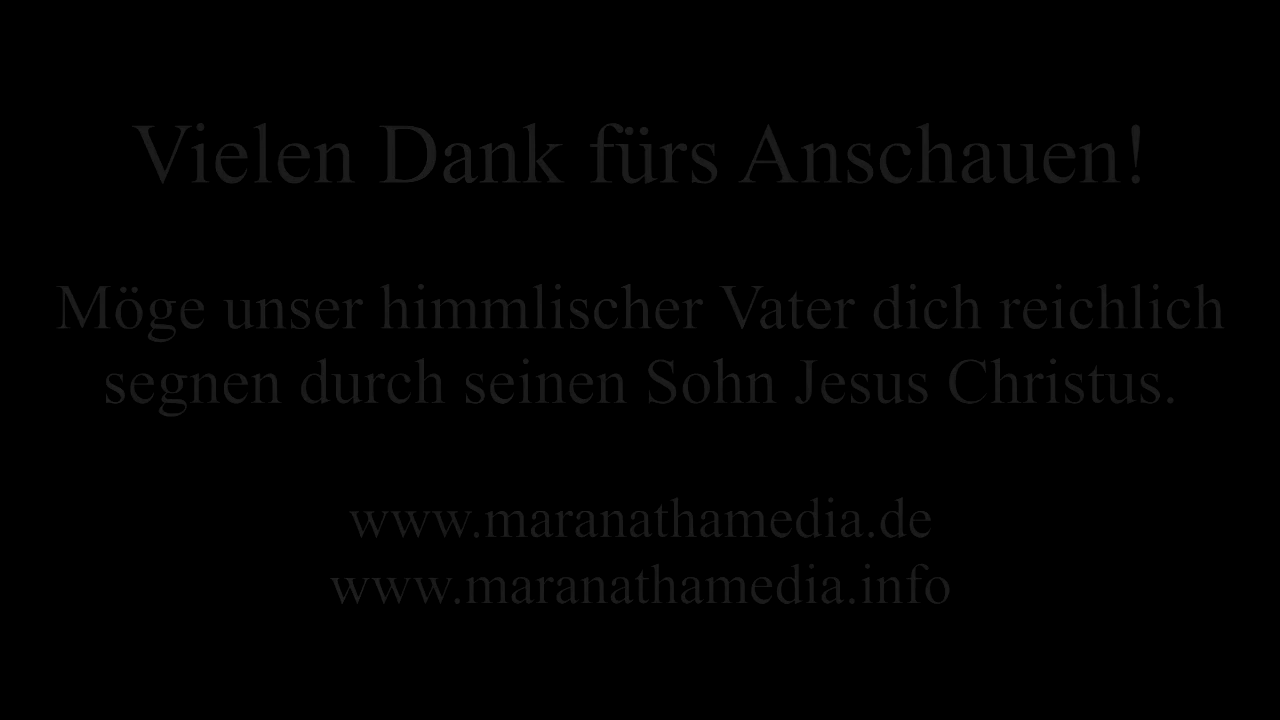 Vielen Dank fürs Anschauen!
Möge unser himmlischer Vater dich reichlich
segnen durch seinen Sohn Jesus Christus.
www.maranathamedia.de
www.maranathamedia.info